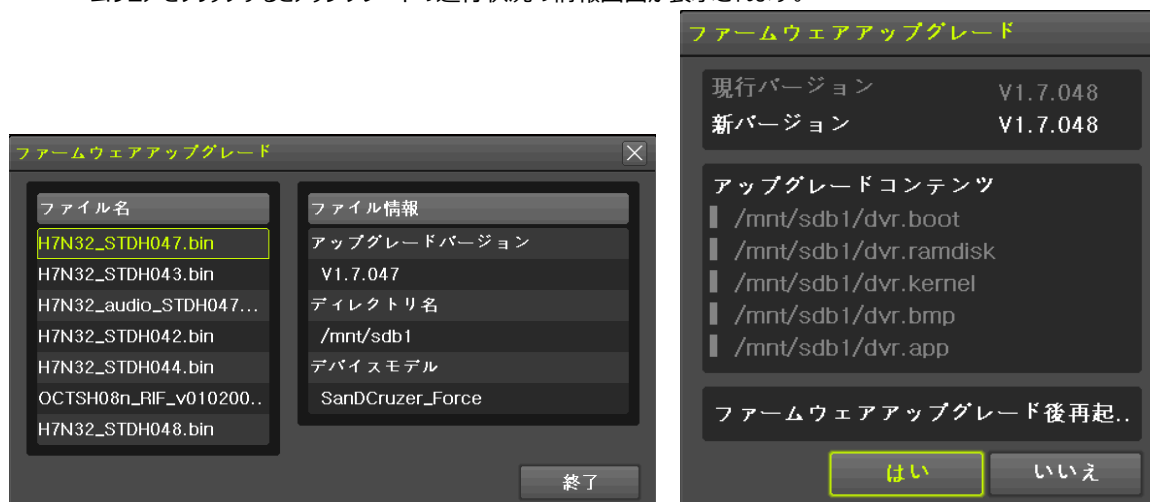 ファームウェアアップグレード
ファイル名
H7N32_STDH047.bin
H7N32_STDH043.bin
H7N32_audio_STDH047...
H7N32_STDH042.bin
H7N32_STDH044.bin
OCTSH08n_RIF_v010200..
H7N32_STDH048.bin
ファイル情報
アップグレードバージョン
V1.7.047
ディレクトリ名
/mnt/sdb1
デバイスモデル
SanDCruzer_Force
終了
ファームウェアアップグレード
現行バージョン V1.7.048
新バージョン V1.7.048
アップグレードコンテンツ
/mnt/sdb1/dvr.boot
/mnt/sdb1/dvr.ramdisk
/mnt/sdb1/dvr.kernel
/mnt/sdb1/dvr.bmp
/mnt/sdb1/dvr.app
ファームウェアアップグレード後再起..
はい いいえ